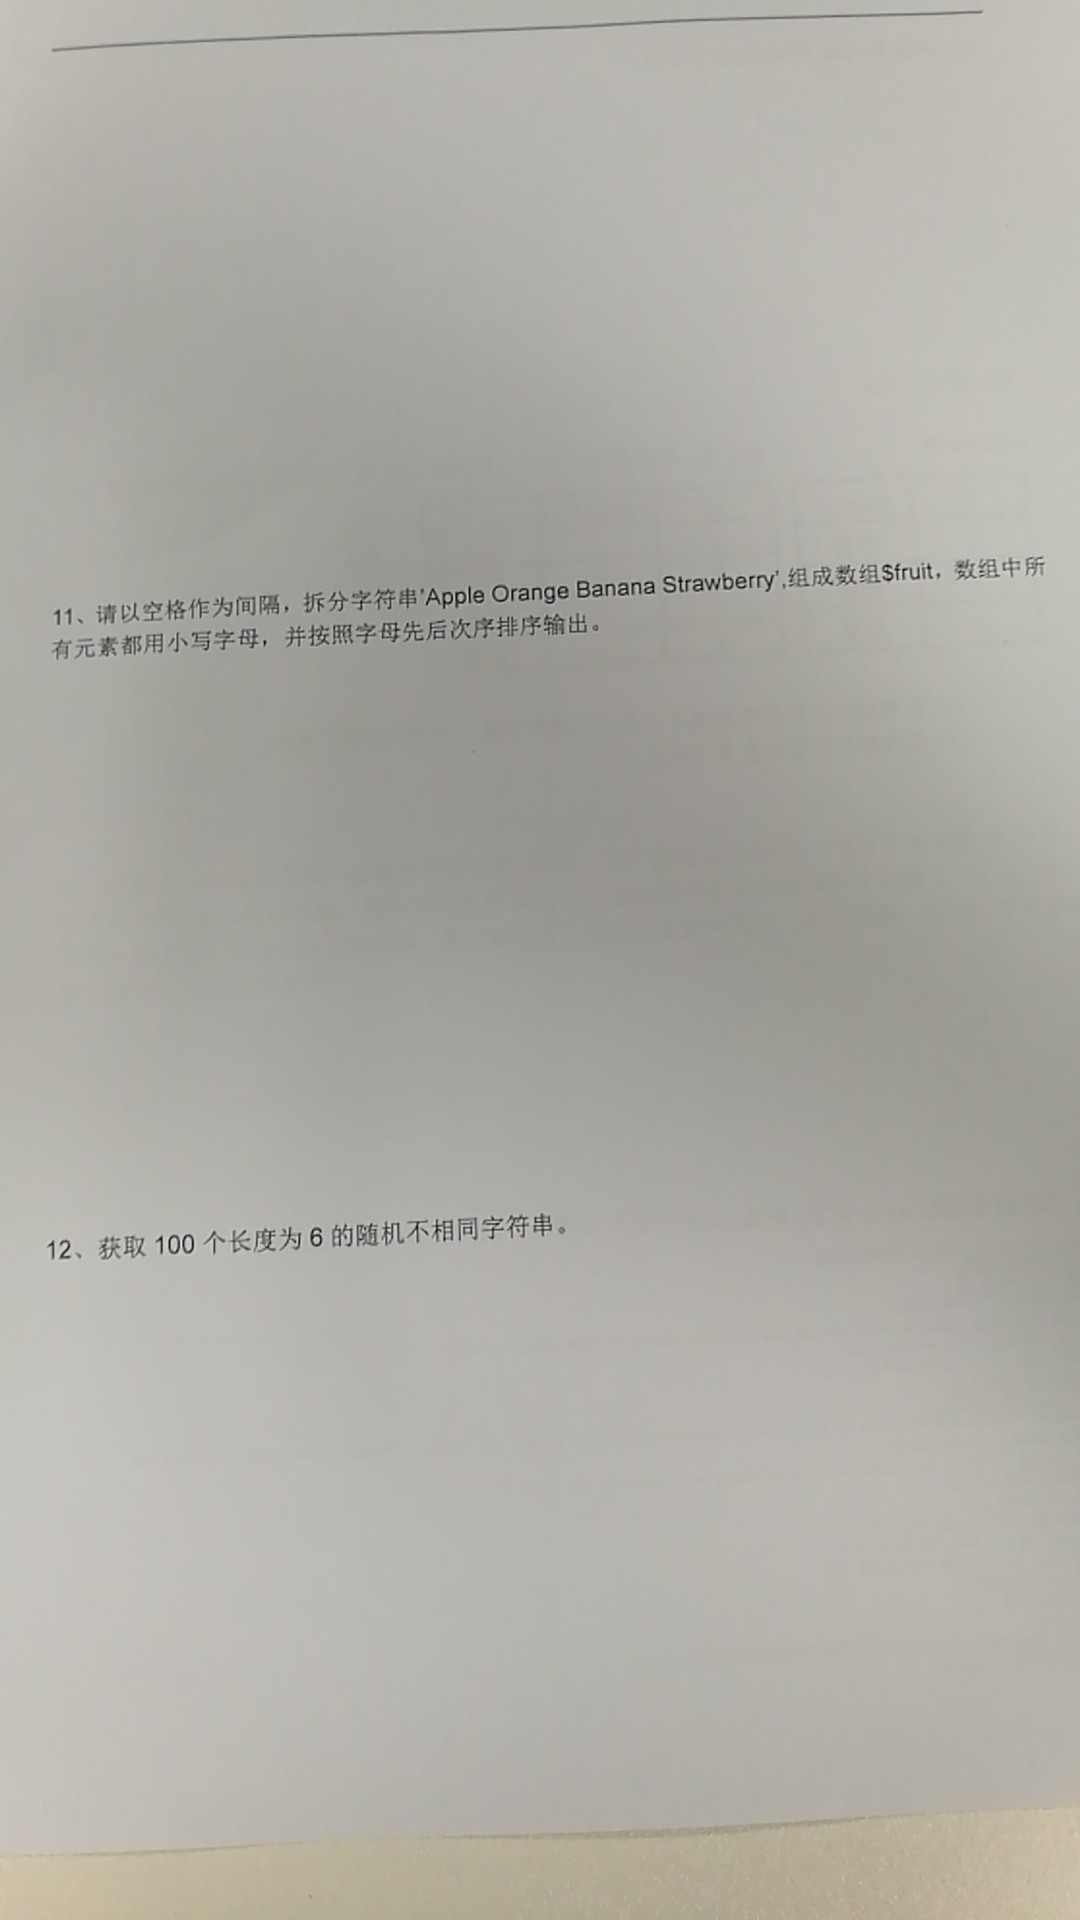 11、请以空格作为间隔，拆分字符串'Apple Orange Banana Strawberry',组成数组$fruit，数组中所
有元素都用小写字母，并按照字母先后次序排序输出。
12、获取 100 个长度为 6 的随机不相同字符串。